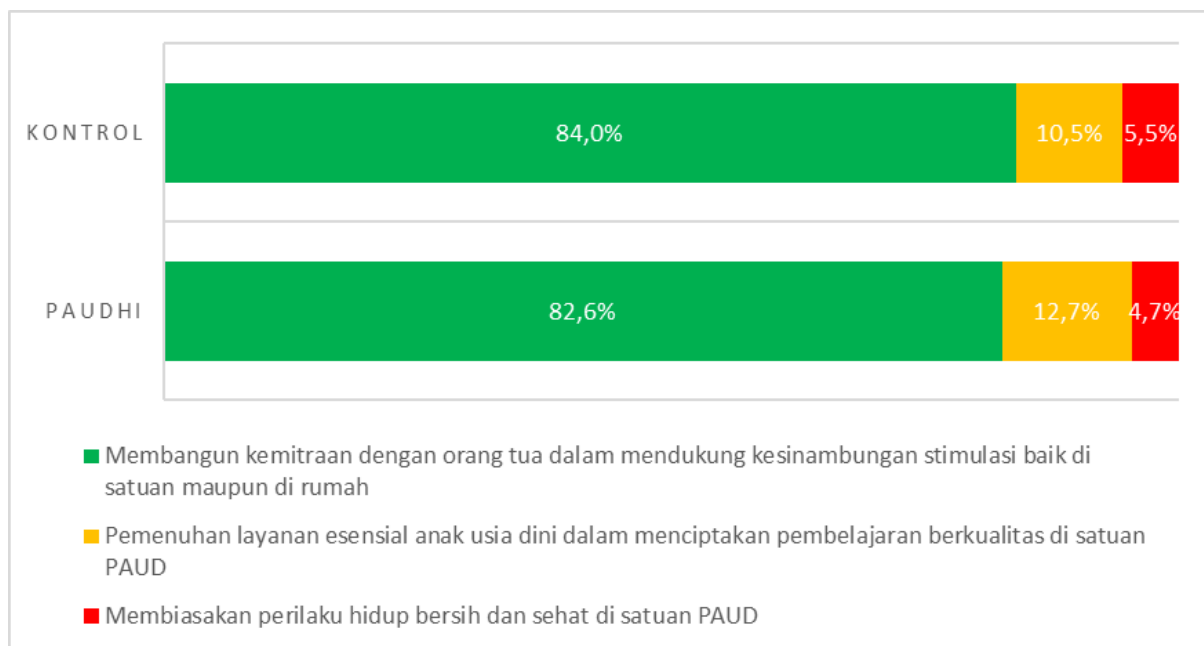 KONTROL
84,0%
10,5%
5,5%
PAUDHI
82,6%
12,7%
4,7%
Membangun kemitraan dengan orang tua dalam mendukung kesinambungan stimulasi baik di
satuan maupun di rumah
Pemenuhan layanan esensial anak usia dini dalam menciptakan pembelajaran berkualitas di satuan
PAUD
Membiasakan perilaku hidup bersih dan sehat di satuan PAUD